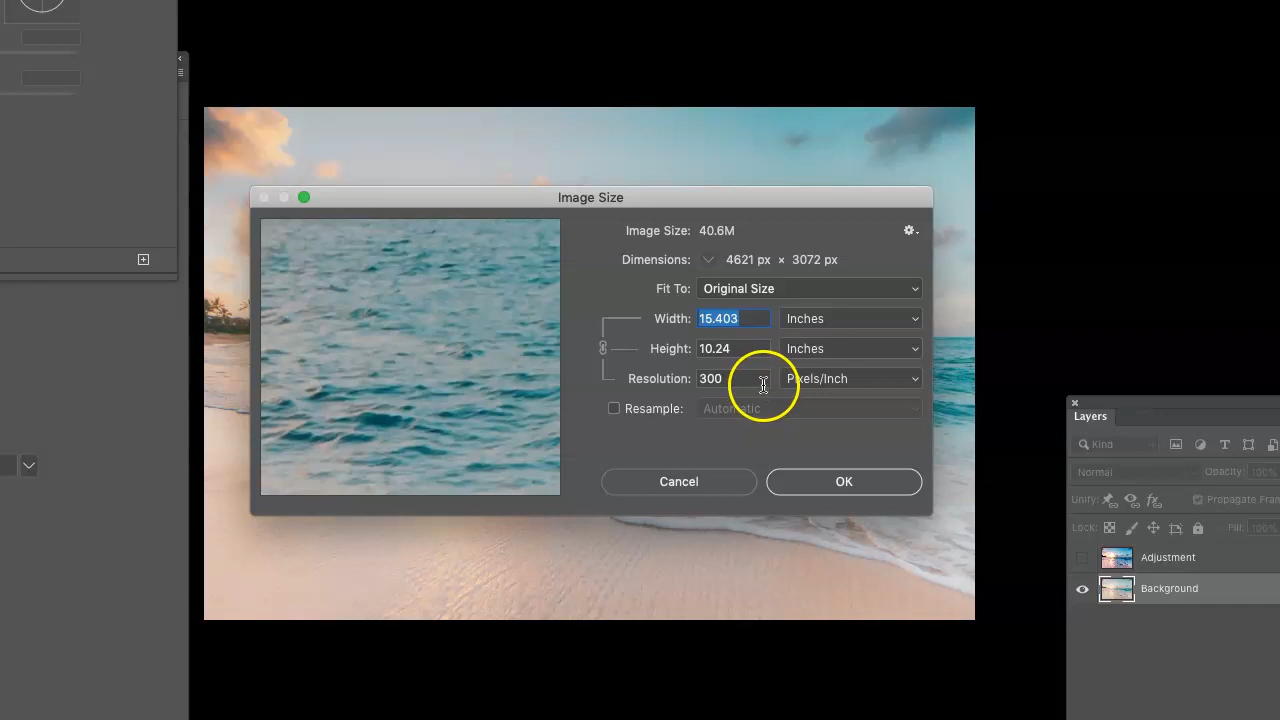 Image Size
Image Size: 40.6M
Dimensions: 4621 px × 3072 px
Fit To: Original Size
Width: 15.403 Inches
Height: 10.24 Inches
Resolution: 300 Pixels/Inch
Resample: Automatic
Cancel OK
Layers
Kind
Normal Opacity: 100%
Unify: Propagate Fram
Lock: Fill: 100%
Adjustment
Background